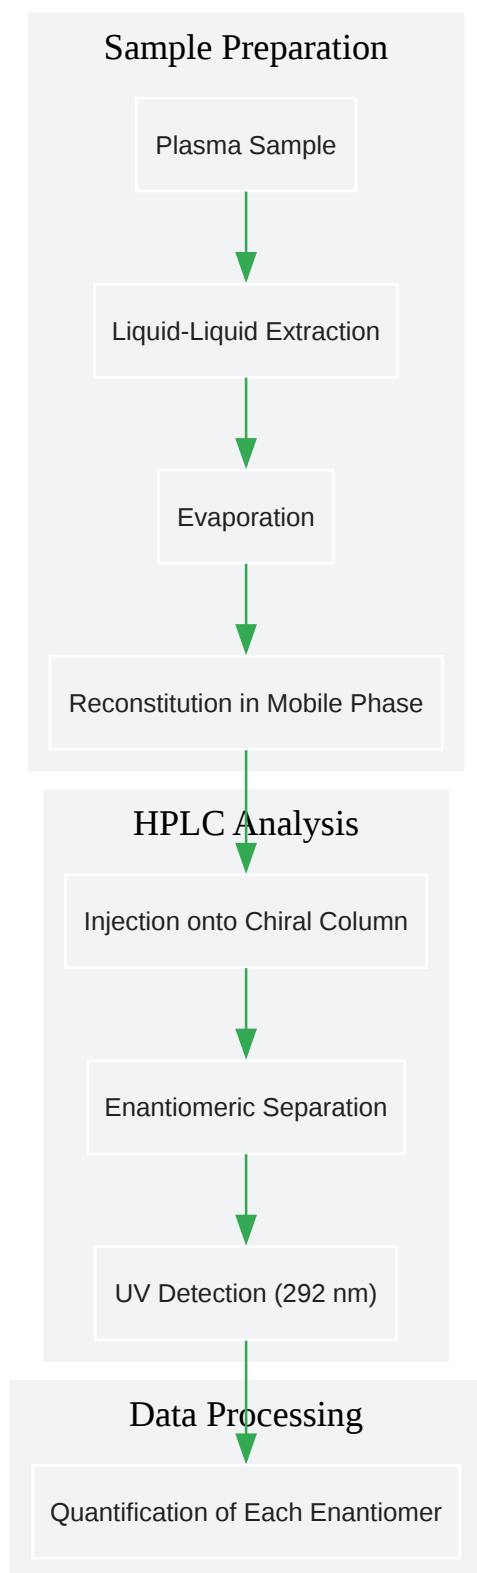 Sample Preparation
Plasma Sample
Liquid-Liquid Extraction
Evaporation
Reconstitution in Mobile Phase
HPLC Analysis
Injection onto Chiral Column
Enantiomeric Separation
UV Detection (292 nm)
Data Processing
Quantification of Each Enantiomer